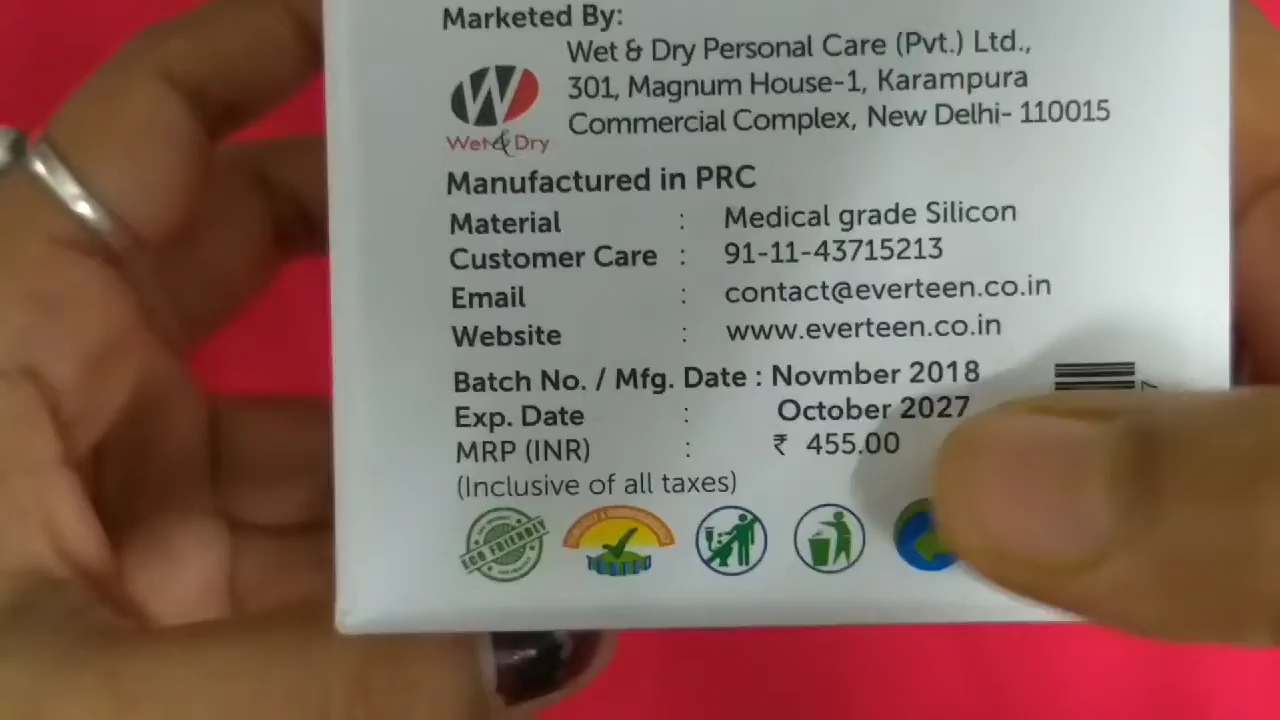 Marketed By:
Wet & Dry Personal Care (Pvt.) Ltd.,
301, Magnum House-1, Karampura
Commercial Complex, New Delhi- 110015
Wet & Dry
Manufactured in PRC
Material : Medical grade Silicon
Customer Care : 91-11-43715213
Email : contact@everteen.co.in
Website : www.everteen.co.in
Batch No. / Mfg. Date : Novmber 2018
Exp. Date : October 2027
MRP (INR) : ₹ 455.00
(Inclusive of all taxes)
ECO FRIENDLY